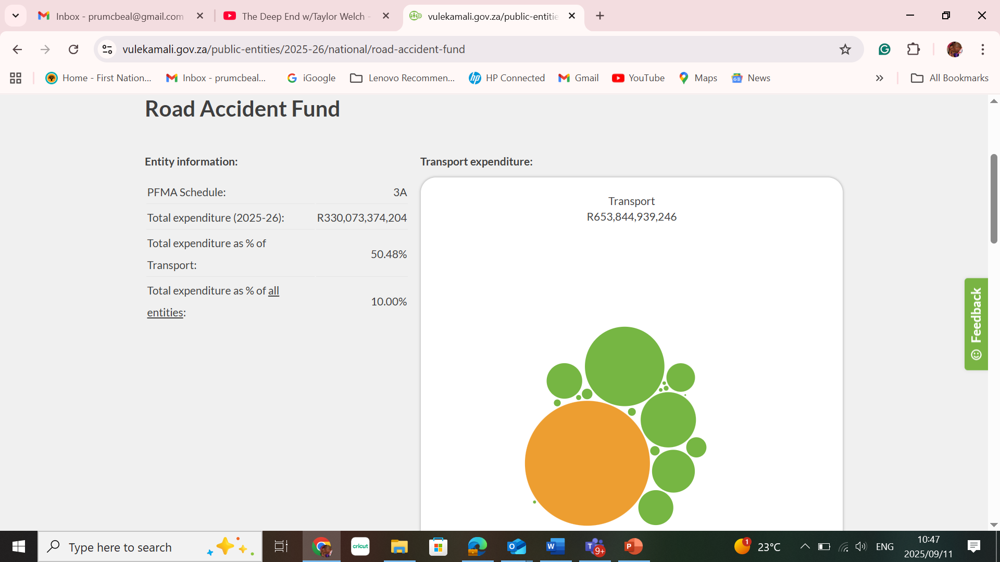 Inbox - prumcbeal@gmail.com
The Deep End w/Taylor Welch -
vulekamali.gov.za/public-entitie
vulekamali.gov.za/public-entities/2025-26/national/road-accident-fund
Home - First Nation...
Inbox - prumcbeal...
iGoogle
Lenovo Recommen...
HP Connected
Gmail
YouTube
Maps
News
All Bookmarks
Road Accident Fund
Entity information:
PFMA Schedule: 3A
Total expenditure (2025-26): R330,073,374,204
Total expenditure as % of
Transport: 50.48%
Total expenditure as % of all
entities: 10.00%
Transport expenditure:
Transport
R653,844,939,246
Feedback
Type here to search
cricut
9+
1
23°C
ENG
10:47
2025/09/11